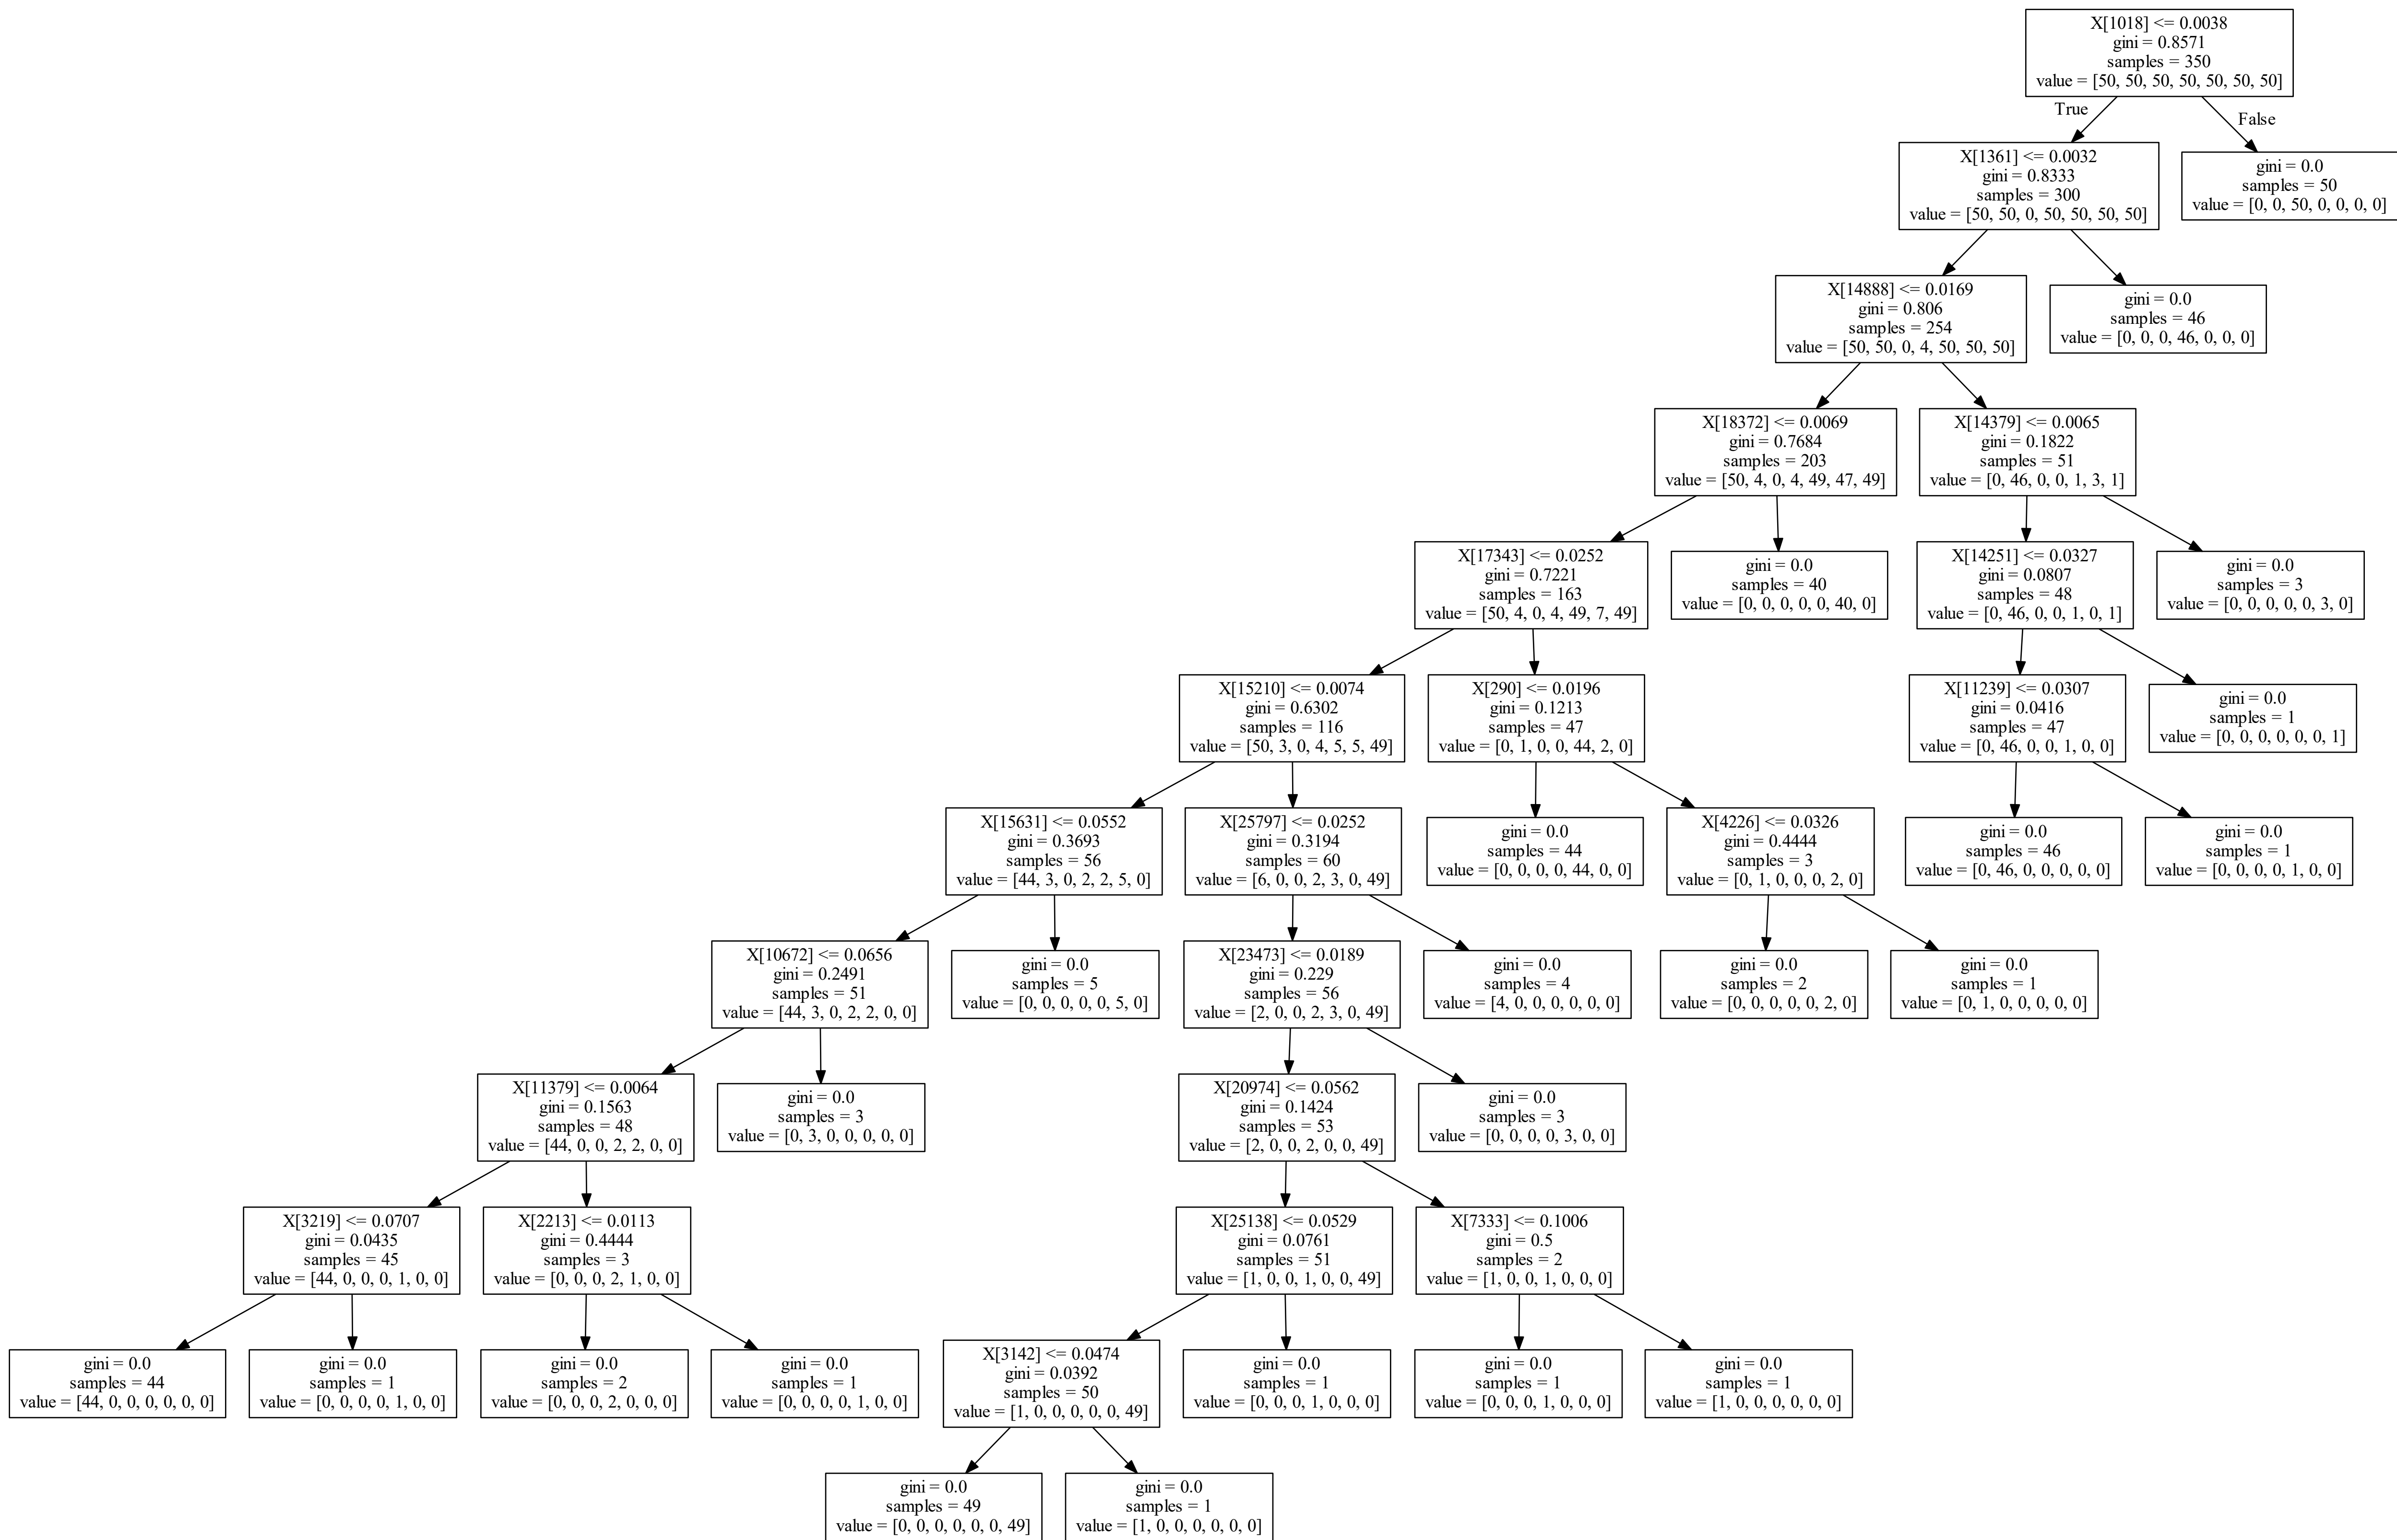 X[1018] <= 0.0038
gini = 0.8571
samples = 350
value = [50, 50, 50, 50, 50, 50, 50]
True
False
X[1361] <= 0.0032
gini = 0.8333
samples = 300
value = [50, 50, 0, 50, 50, 50, 50]
gini = 0.0
samples = 50
value = [0, 0, 50, 0, 0, 0, 0]
X[14888] <= 0.0169
gini = 0.806
samples = 254
value = [50, 50, 0, 4, 50, 50, 50]
gini = 0.0
samples = 46
value = [0, 0, 0, 46, 0, 0, 0]
X[18372] <= 0.0069
gini = 0.7684
samples = 203
value = [50, 4, 0, 4, 49, 47, 49]
X[14379] <= 0.0065
gini = 0.1822
samples = 51
value = [0, 46, 0, 0, 1, 3, 1]
X[17343] <= 0.0252
gini = 0.7221
samples = 163
value = [50, 4, 0, 4, 49, 7, 49]
gini = 0.0
samples = 40
value = [0, 0, 0, 0, 0, 40, 0]
X[14251] <= 0.0327
gini = 0.0807
samples = 48
value = [0, 46, 0, 0, 1, 0, 1]
gini = 0.0
samples = 3
value = [0, 0, 0, 0, 0, 3, 0]
X[15210] <= 0.0074
gini = 0.6302
samples = 116
value = [50, 3, 0, 4, 5, 5, 49]
X[290] <= 0.0196
gini = 0.1213
samples = 47
value = [0, 1, 0, 0, 44, 2, 0]
X[11239] <= 0.0307
gini = 0.0416
samples = 47
value = [0, 46, 0, 0, 1, 0, 0]
gini = 0.0
samples = 1
value = [0, 0, 0, 0, 0, 0, 1]
X[15631] <= 0.0552
gini = 0.3693
samples = 56
value = [44, 3, 0, 2, 2, 5, 0]
X[25797] <= 0.0252
gini = 0.3194
samples = 60
value = [6, 0, 0, 2, 3, 0, 49]
gini = 0.0
samples = 44
value = [0, 0, 0, 0, 44, 0, 0]
X[4226] <= 0.0326
gini = 0.4444
samples = 3
value = [0, 1, 0, 0, 0, 2, 0]
gini = 0.0
samples = 46
value = [0, 46, 0, 0, 0, 0, 0]
gini = 0.0
samples = 1
value = [0, 0, 0, 0, 1, 0, 0]
X[10672] <= 0.0656
gini = 0.2491
samples = 51
value = [44, 3, 0, 2, 2, 0, 0]
gini = 0.0
samples = 5
value = [0, 0, 0, 0, 0, 5, 0]
X[23473] <= 0.0189
gini = 0.229
samples = 56
value = [2, 0, 0, 2, 3, 0, 49]
gini = 0.0
samples = 4
value = [4, 0, 0, 0, 0, 0, 0]
gini = 0.0
samples = 2
value = [0, 0, 0, 0, 0, 2, 0]
gini = 0.0
samples = 1
value = [0, 1, 0, 0, 0, 0, 0]
X[11379] <= 0.0064
gini = 0.1563
samples = 48
value = [44, 0, 0, 2, 2, 0, 0]
gini = 0.0
samples = 3
value = [0, 3, 0, 0, 0, 0, 0]
X[20974] <= 0.0562
gini = 0.1424
samples = 53
value = [2, 0, 0, 2, 0, 0, 49]
gini = 0.0
samples = 3
value = [0, 0, 0, 0, 3, 0, 0]
X[3219] <= 0.0707
gini = 0.0435
samples = 45
value = [44, 0, 0, 0, 1, 0, 0]
X[2213] <= 0.0113
gini = 0.4444
samples = 3
value = [0, 0, 0, 2, 1, 0, 0]
X[25138] <= 0.0529
gini = 0.0761
samples = 51
value = [1, 0, 0, 1, 0, 0, 49]
X[7333] <= 0.1006
gini = 0.5
samples = 2
value = [1, 0, 0, 1, 0, 0, 0]
gini = 0.0
samples = 44
value = [44, 0, 0, 0, 0, 0, 0]
gini = 0.0
samples = 1
value = [0, 0, 0, 0, 1, 0, 0]
gini = 0.0
samples = 2
value = [0, 0, 0, 2, 0, 0, 0]
gini = 0.0
samples = 1
value = [0, 0, 0, 0, 1, 0, 0]
X[3142] <= 0.0474
gini = 0.0392
samples = 50
value = [1, 0, 0, 0, 0, 0, 49]
gini = 0.0
samples = 1
value = [0, 0, 0, 1, 0, 0, 0]
gini = 0.0
samples = 1
value = [0, 0, 0, 1, 0, 0, 0]
gini = 0.0
samples = 1
value = [1, 0, 0, 0, 0, 0, 0]
gini = 0.0
samples = 49
value = [0, 0, 0, 0, 0, 0, 49]
gini = 0.0
samples = 1
value = [1, 0, 0, 0, 0, 0, 0]